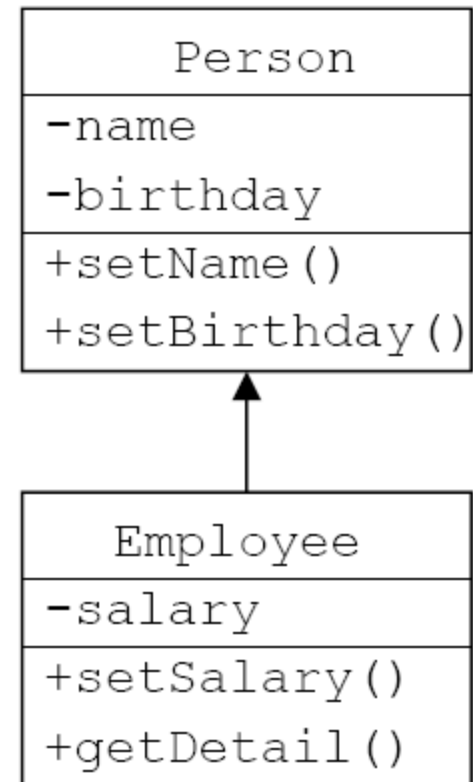 Person
-name
-birthday
+setName()
+setBirthday()
Employee
-salary
+setSalary()
+getDetail()